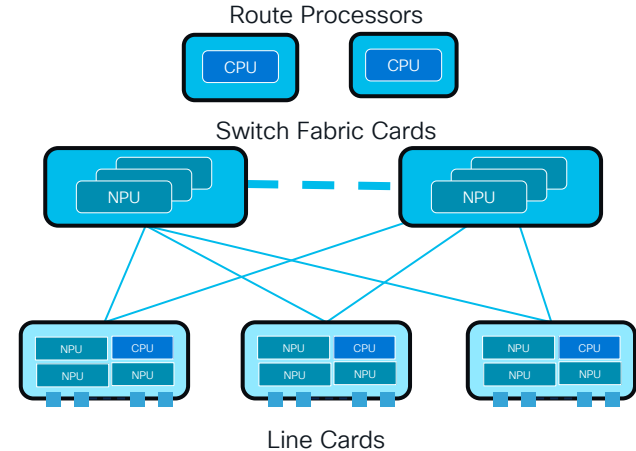 Route Processors
CPU
CPU
Switch Fabric Cards
NPU
NPU
NPU CPU
NPU NPU
NPU CPU
NPU NPU
NPU CPU
NPU NPU
Line Cards